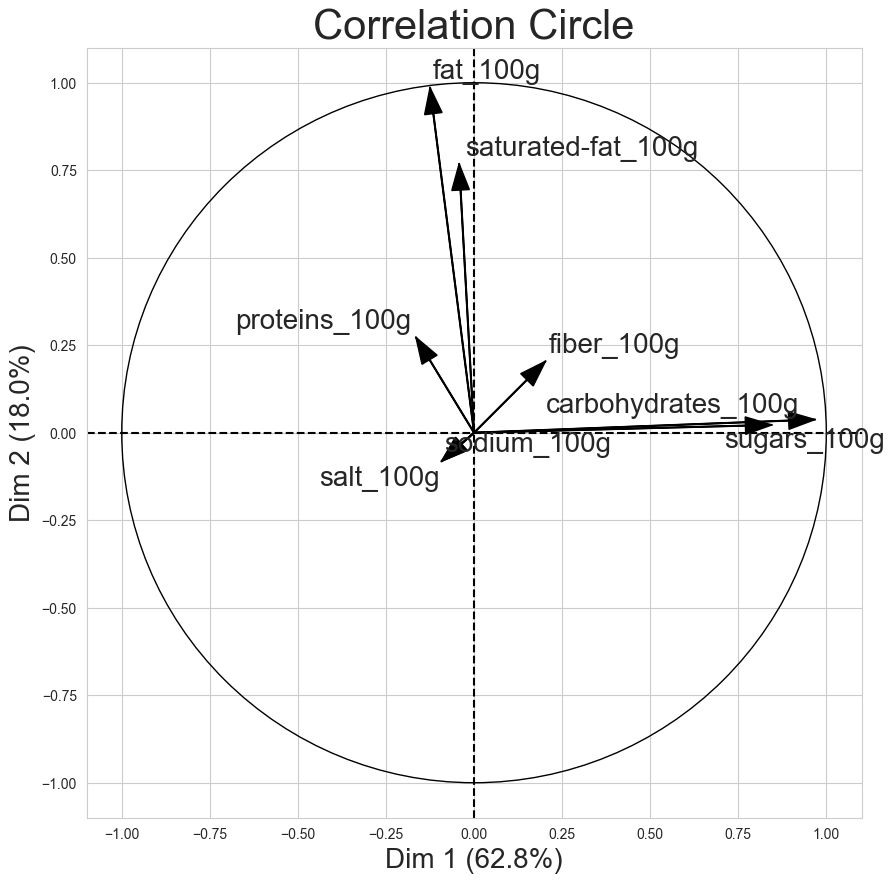 Correlation Circle
fat_100g
1.00
saturated-fat_100g
0.75
0.50
proteins_100g
fiber_100g
0.25
carbohydrates_100g
0.00
sodium_100g
sugars_100g
salt_100g
−0.25
−0.50
−0.75
−1.00
Dim 2 (18.0%)
−1.00 −0.75 −0.50 −0.25 0.00 0.25 0.50 0.75 1.00
Dim 1 (62.8%)